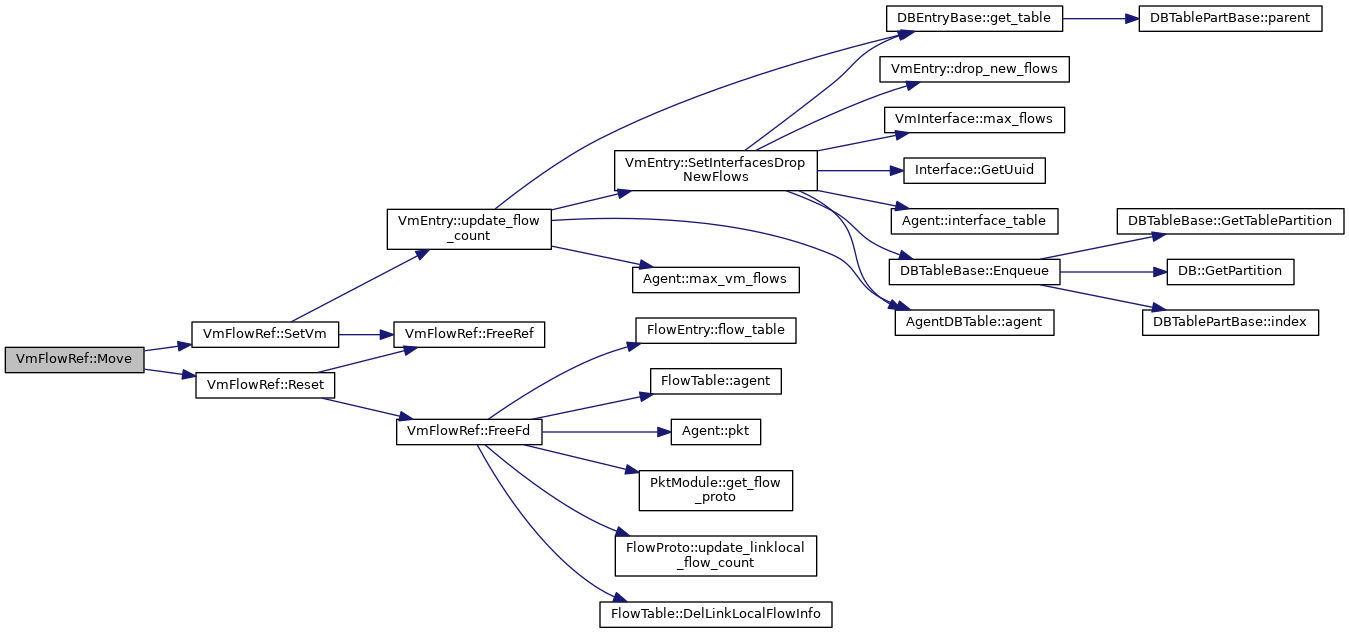 DBEntryBase::get_table
DBTablePartBase::parent
VmEntry::drop_new_flows
VmInterface::max_flows
VmEntry::SetInterfacesDrop
NewFlows
Interface::GetUuid
Agent::interface_table
DBTableBase::GetTablePartition
VmEntry::update_flow
_count
DBTableBase::Enqueue
DB::GetPartition
Agent::max_vm_flows
AgentDBTable::agent
DBTablePartBase::index
VmFlowRef::SetVm
VmFlowRef::FreeRef
FlowEntry::flow_table
VmFlowRef::Move
VmFlowRef::Reset
FlowTable::agent
VmFlowRef::FreeFd
Agent::pkt
PktModule::get_flow
_proto
FlowProto::update_linklocal
_flow_count
FlowTable::DelLinkLocalFlowInfo